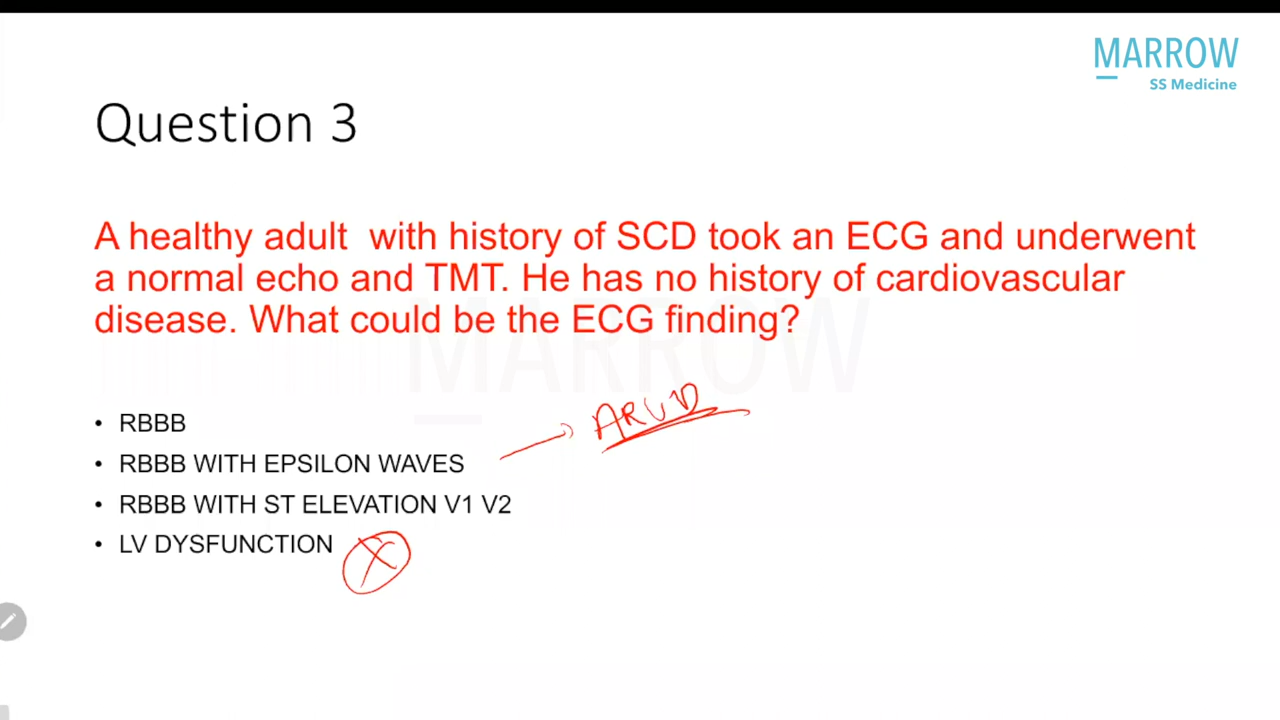 MARROW
SS Medicine
Question 3
A healthy adult with history of SCD took an ECG and underwent
a normal echo and TMT. He has no history of cardiovascular
disease. What could be the ECG finding?
MARROW
• RBBB
ARVD
• RBBB WITH EPSILON WAVES
• RBBB WITH ST ELEVATION V1 V2
• LV DYSFUNCTION